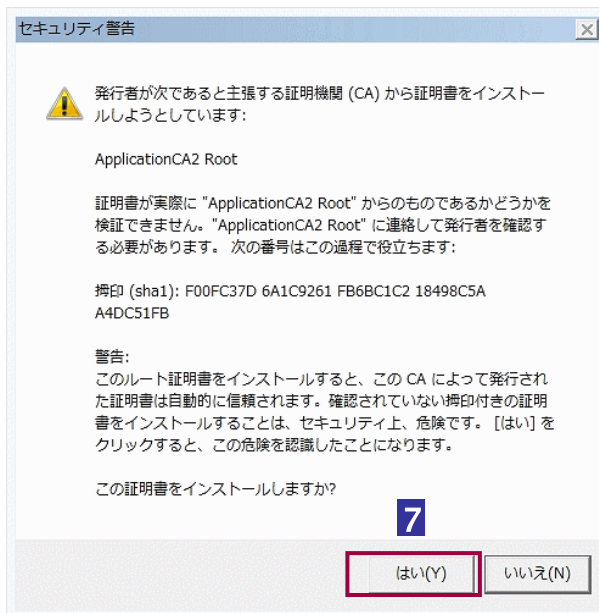 セキュリティ警告
発行者が次であると主張する証明機関 (CA) から証明書をインストー
ルしようとしています:
ApplicationCA2 Root
証明書が実際に "ApplicationCA2 Root" からのものであるかどうかを
検証できません。"ApplicationCA2 Root" に連絡して発行者を確認す
る必要があります。 次の番号はこの過程で役立ちます:
拇印 (sha1): F00FC37D 6A1C9261 FB6BC1C2 18498C5A
A4DC51FB
警告:
このルート証明書をインストールすると、この CA によって発行され
た証明書は自動的に信頼されます。確認されていない拇印付きの証明
書をインストールすることは、セキュリティ上、危険です。 [はい] を
クリックすると、この危険を認識したことになります。
この証明書をインストールしますか?
7
はい(Y) いいえ(N)